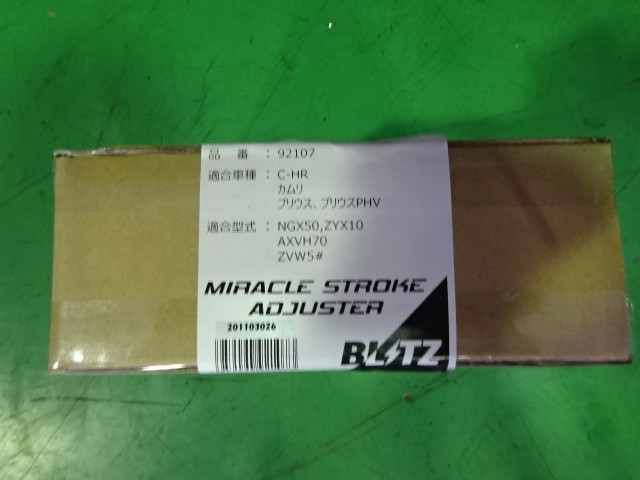 品 番 : 92107
適合車種 : C-HR
カムリ
プリウス、プリウスPHV
適合型式 : NGX50,ZYX10
AXVH70
ZVW5#
MIRACLE STROKE
ADJUSTER
201103026
BLITZ